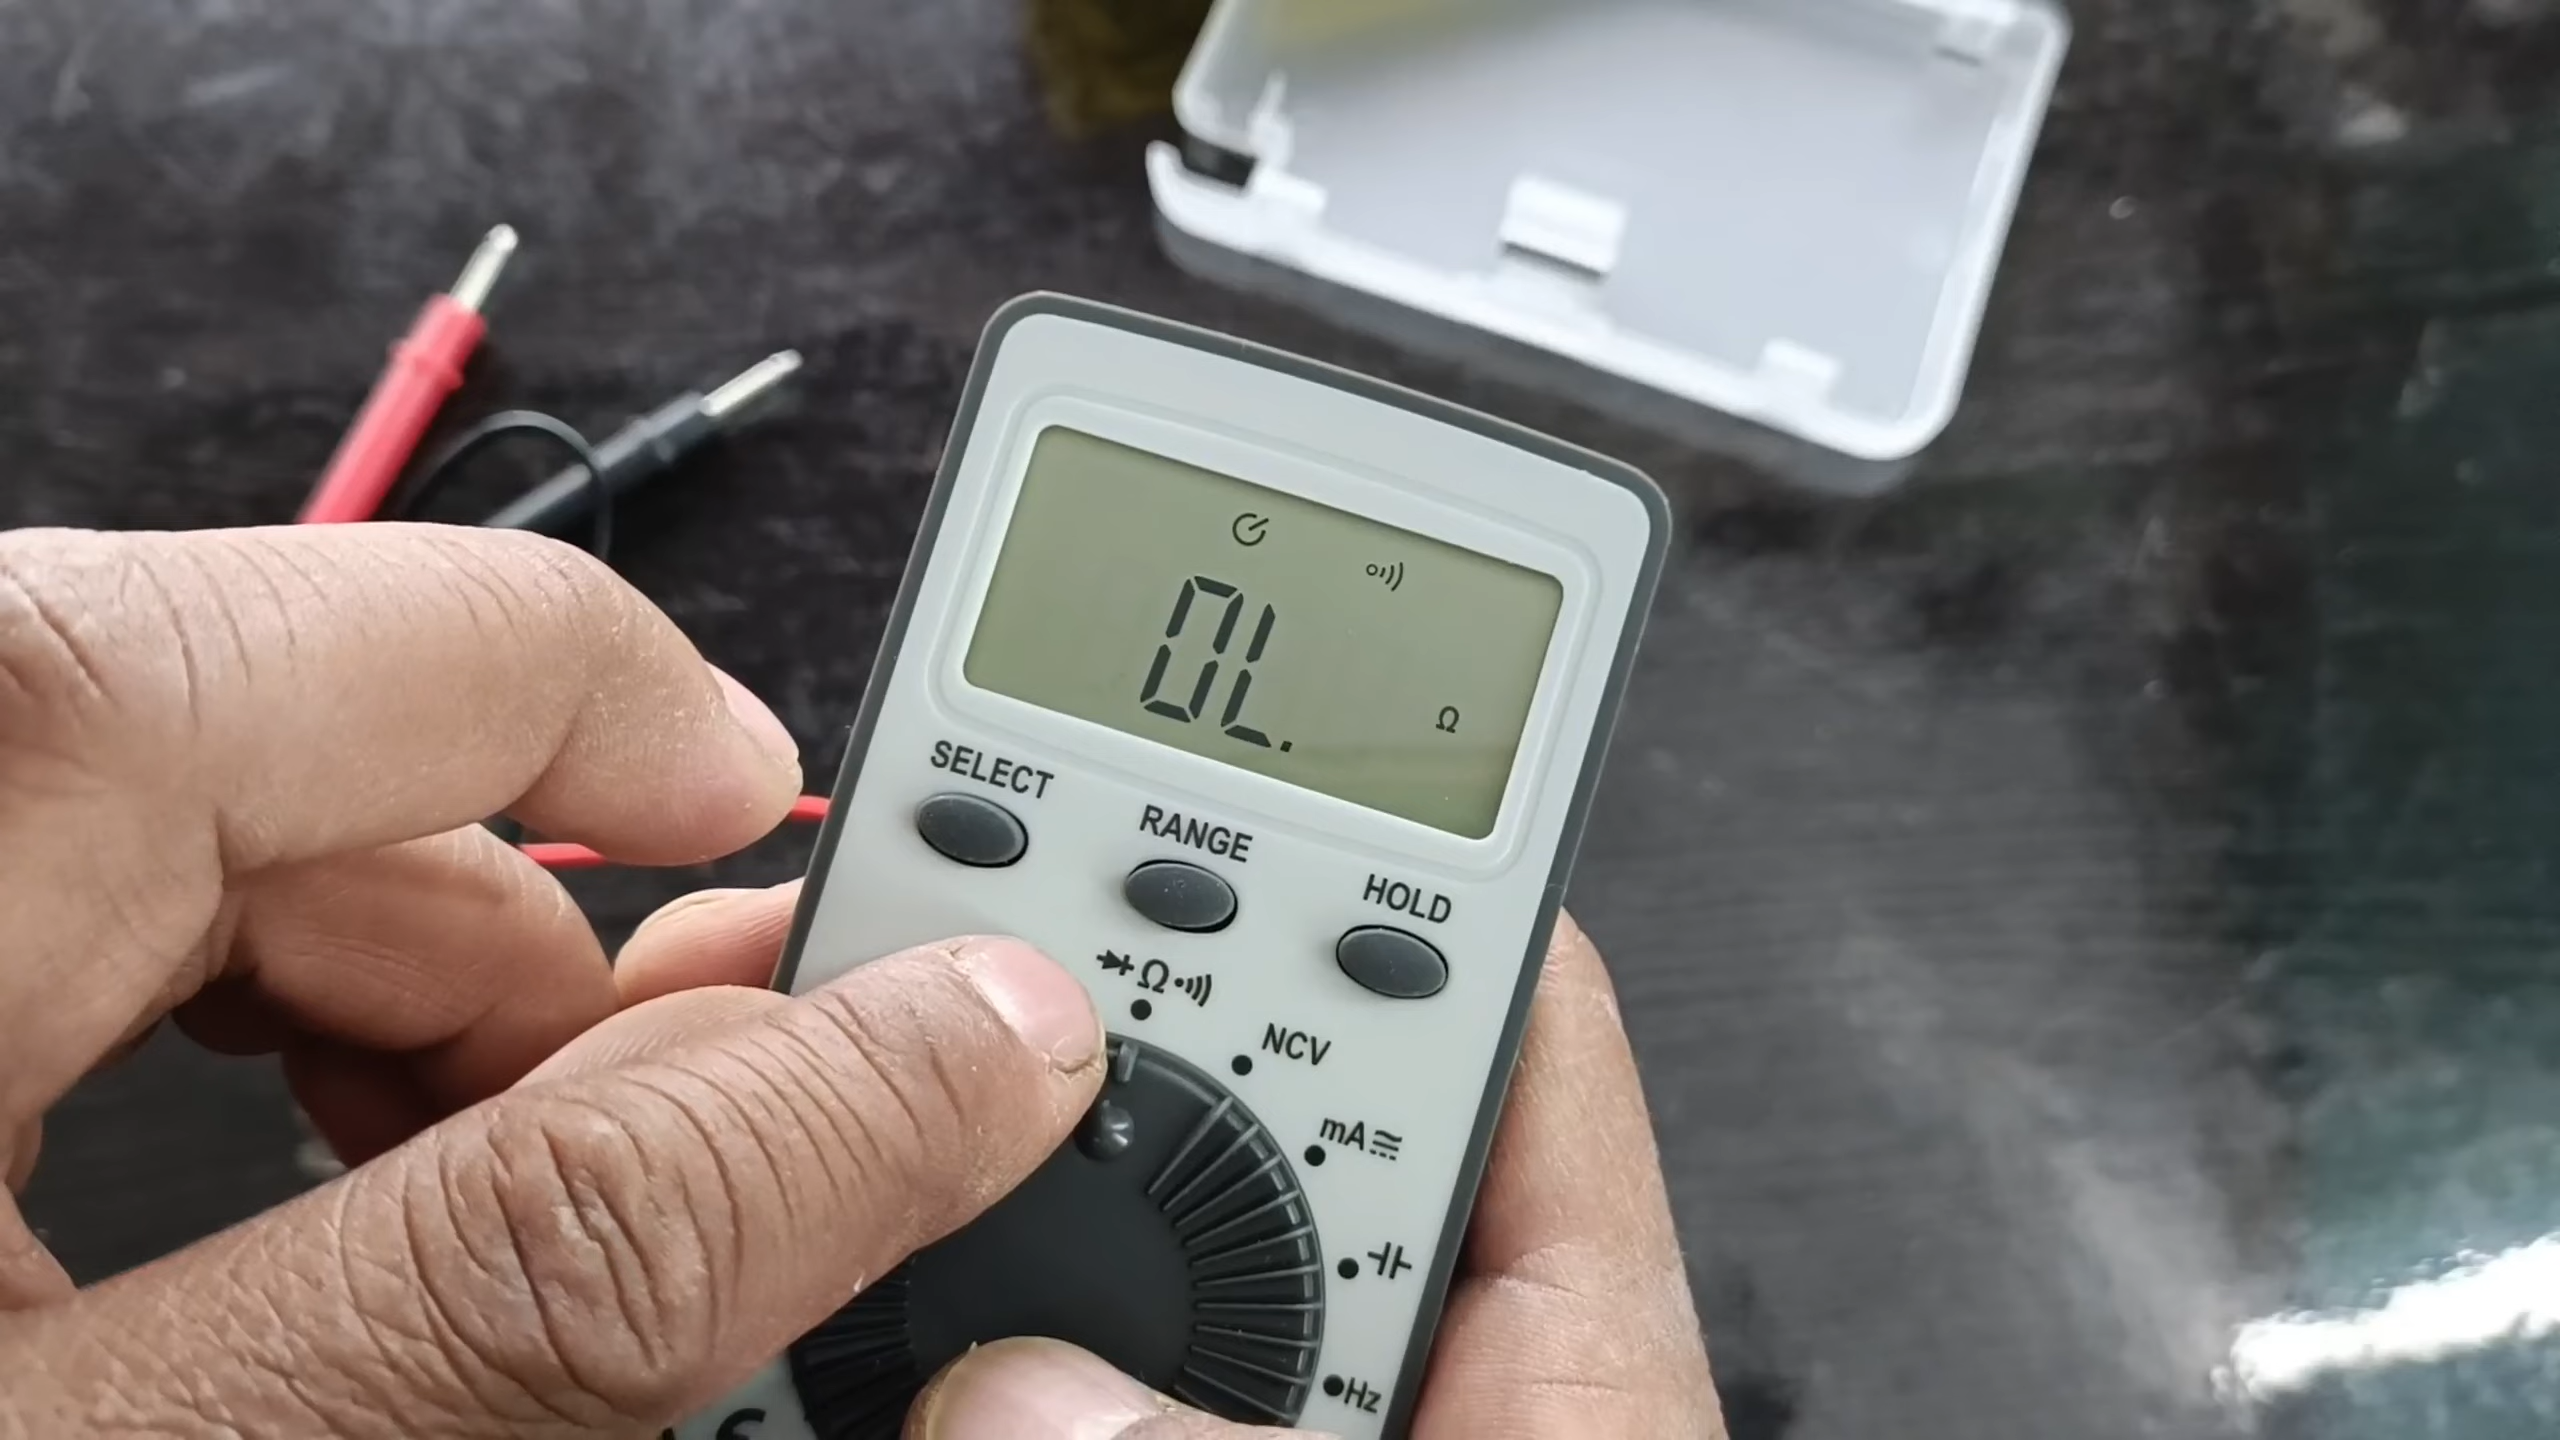 OL.
Ω
SELECT
RANGE
HOLD
Ω
NCV
mA
Hz